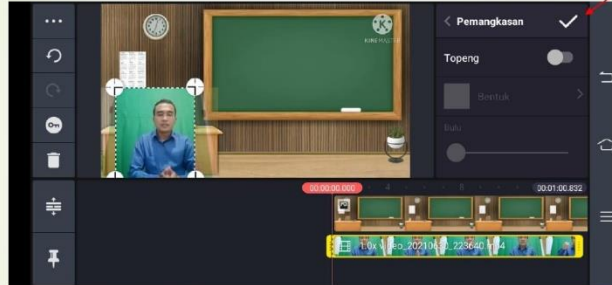 Pemangkasan
KINEMASTER
Topeng
Bentuk
Bulu
00:00:00.000
4
8
00:01:00.832
1.0x video_20210630_223640.mp4